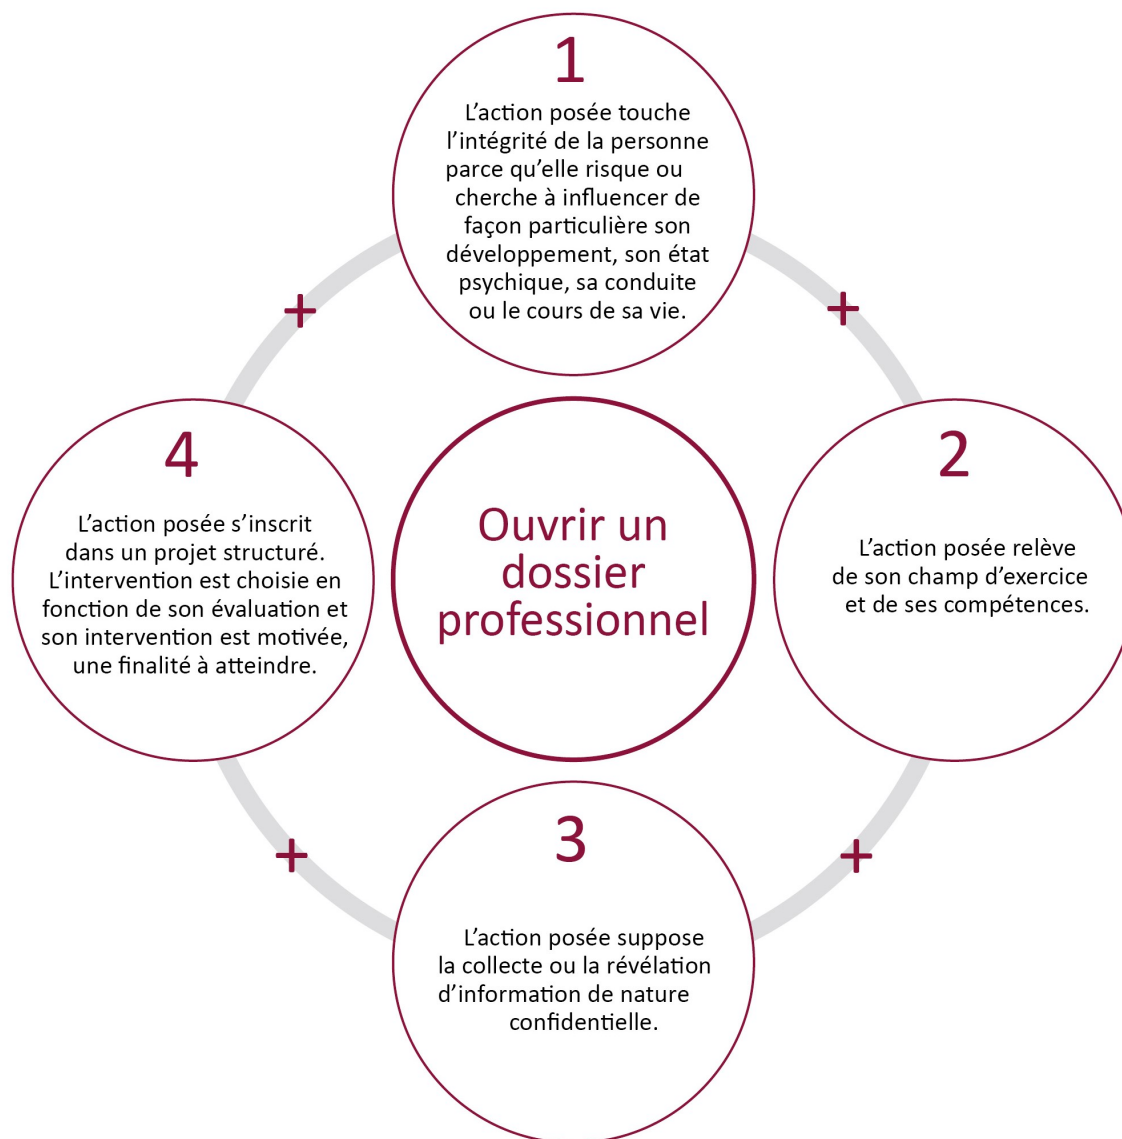 1
L'action posée touche
l'intégrité de la personne
parce qu'elle risque ou
cherche à influencer de
façon particulière son
développement, son état
psychique, sa conduite
ou le cours de sa vie.
+
+
4
L'action posée s'inscrit
dans un projet structuré.
L'intervention est choisie en
fonction de son évaluation et
son intervention est motivée,
une finalité à atteindre.
Ouvrir un
dossier
professionnel
2
L'action posée relève
de son champ d'exercice
et de ses compétences.
+
+
3
L'action posée suppose
la collecte ou la révélation
d'information de nature
confidentielle.